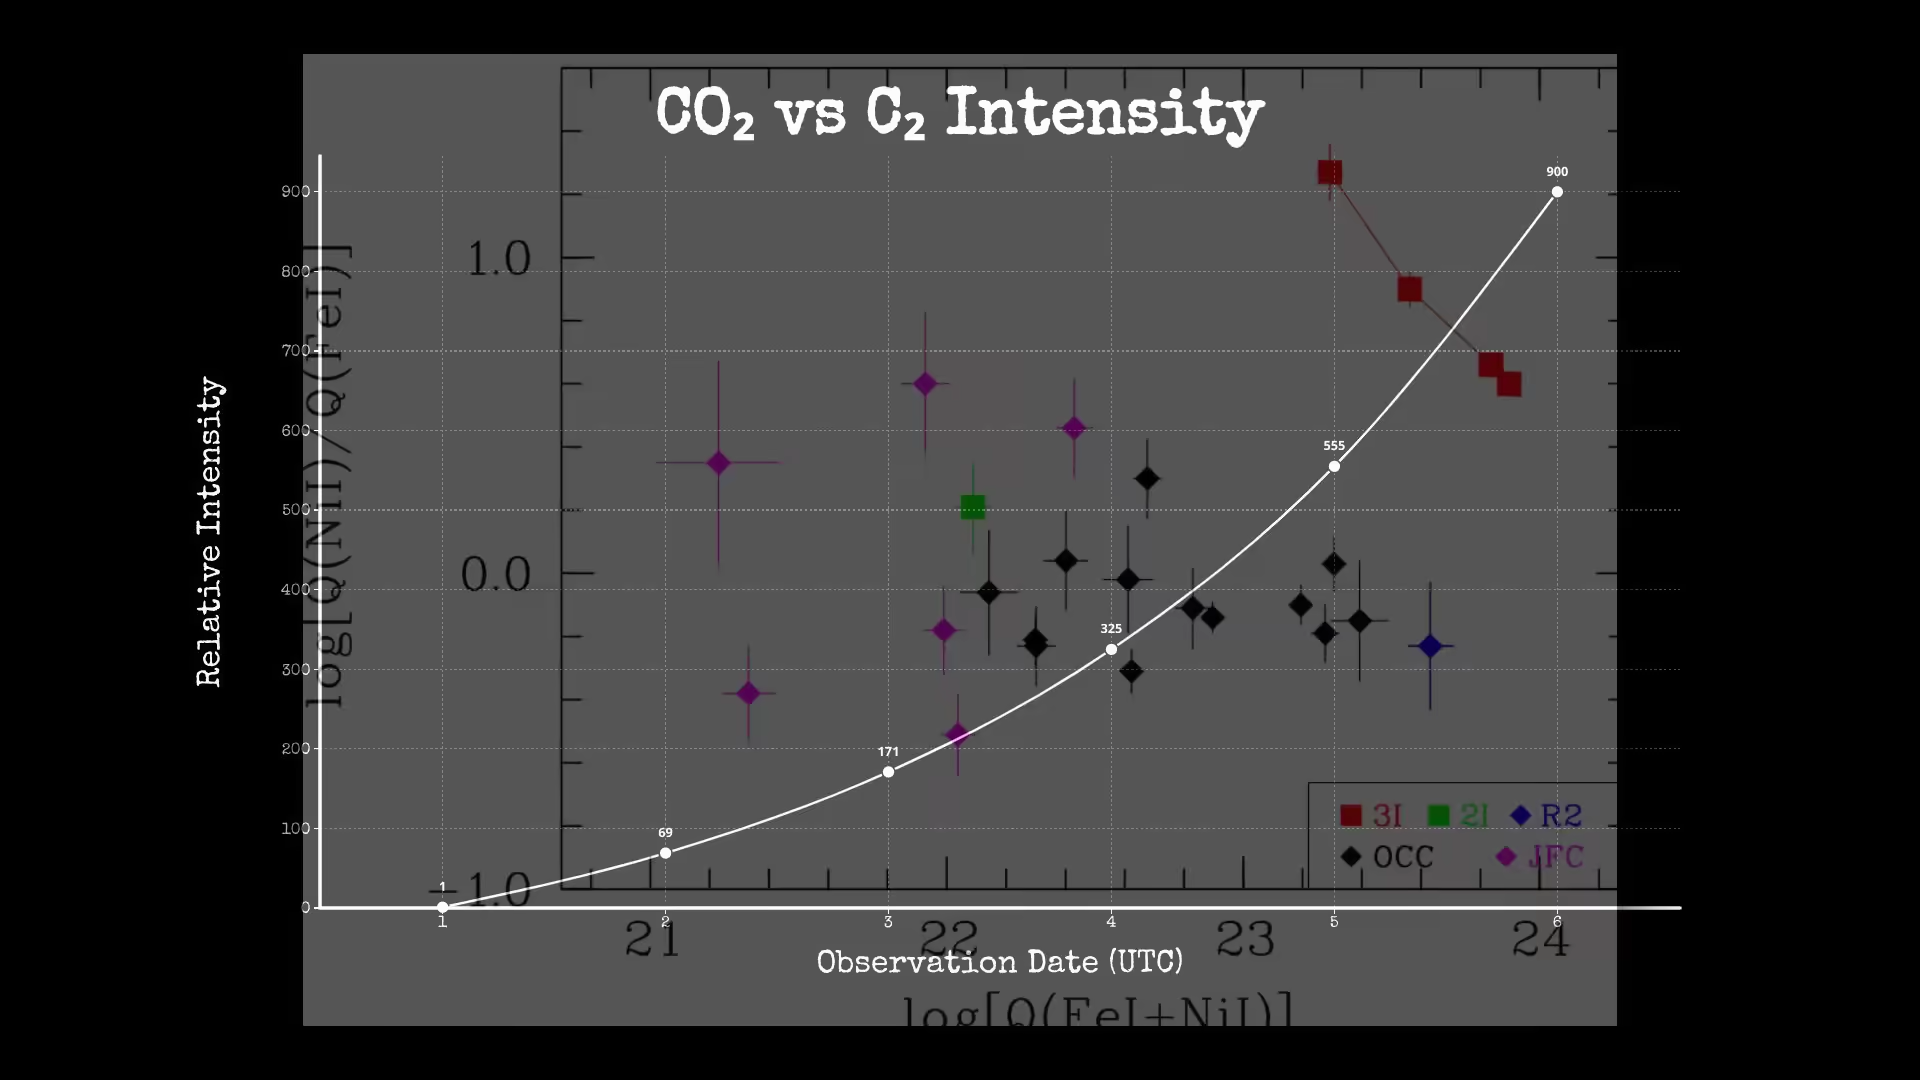 CO₂ vs C₂ Intensity
Relative Intensity
900
800
700
600
500
400
300
200
100
0
1
69
171
325
555
900
1
2
3
4
5
6
Observation Date (UTC)
log[Q(NiI)/Q(FeI)]
1.0
0.0
−1.0
21
22
23
24
log[Q(FeI+NiI)]
3I
2I
R2
OCC
JFC